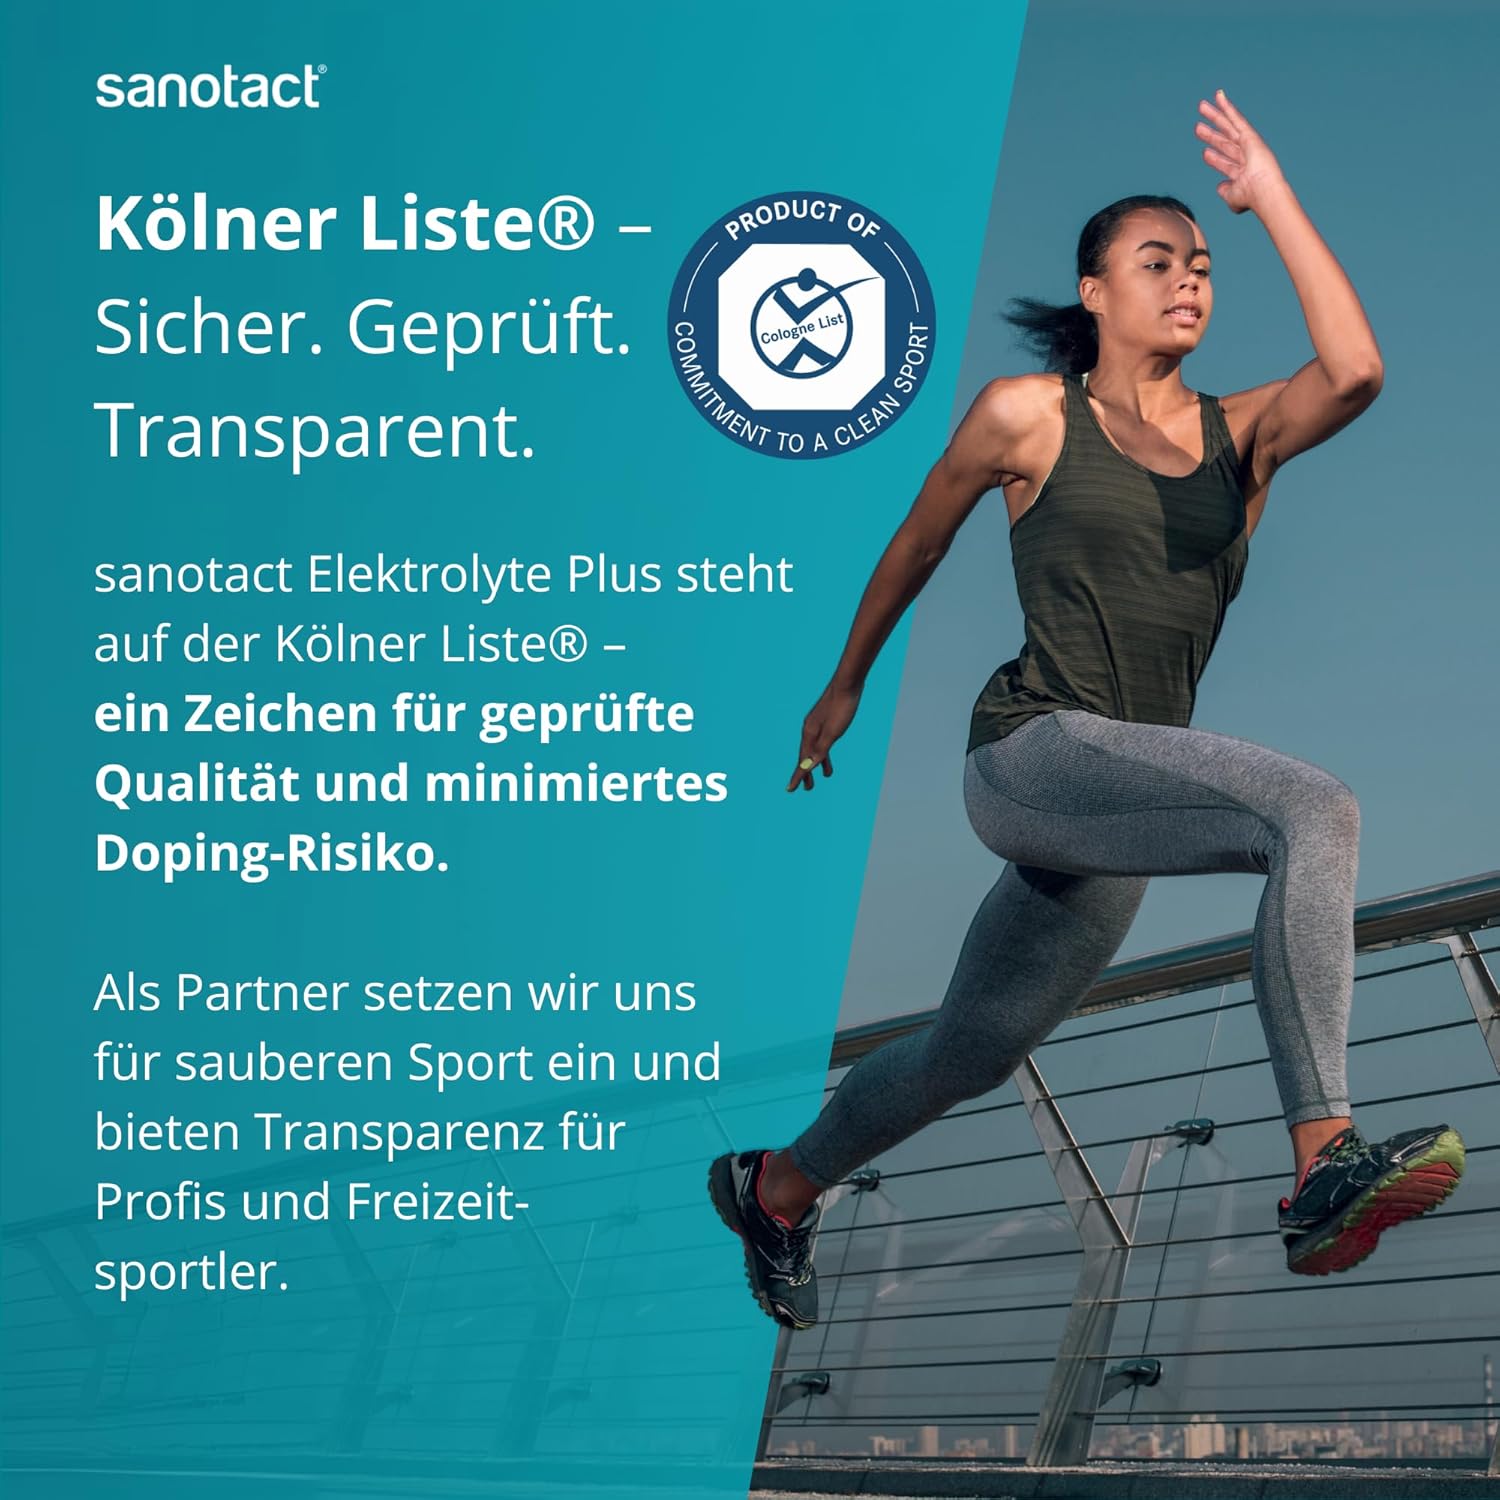 sanotact®
Kölner Liste® –
Sicher. Geprüft.
Transparent.
PRODUCT OF
Cologne List
COMMITMENT TO A CLEAN SPORT
sanotact Elektrolyte Plus steht
auf der Kölner Liste® –
ein Zeichen für geprüfte
Qualität und minimiertes
Doping-Risiko.
Als Partner setzen wir uns
für sauberen Sport ein und
bieten Transparenz für
Profis und Freizeit-
sportler.